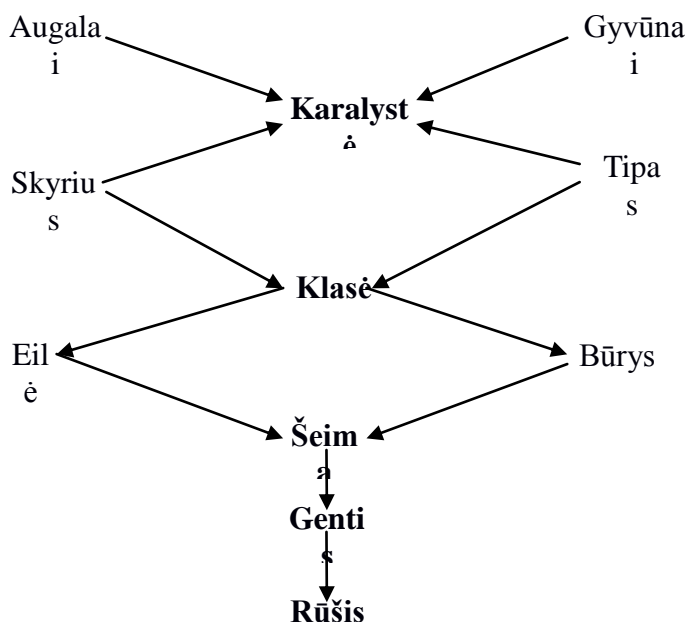 Augala
i
Gyvūna
i
Karalyst
ė
Skyriu
s
Tipa
s
Klasė
Eil
ė
Būrys
Šeim
a
Genti
s
Rūšis